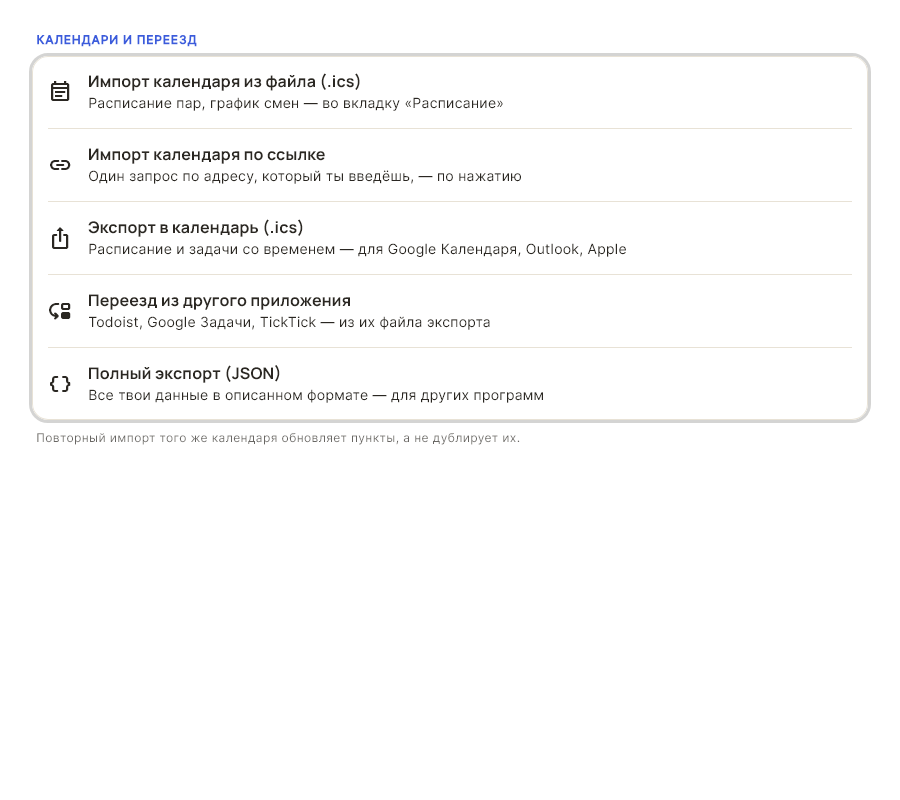 КАЛЕНДАРИ И ПЕРЕЕЗД
Импорт календаря из файла (.ics)
Расписание пар, график смен — во вкладку «Расписание»
Импорт календаря по ссылке
Один запрос по адресу, который ты введёшь, — по нажатию
Экспорт в календарь (.ics)
Расписание и задачи со временем — для Google Календаря, Outlook, Apple
Переезд из другого приложения
Todoist, Google Задачи, TickTick — из их файла экспорта
Полный экспорт (JSON)
Все твои данные в описанном формате — для других программ
Повторный импорт того же календаря обновляет пункты, а не дублирует их.